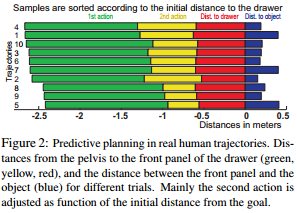 Samples are sorted according to the initial distance to the drawer
1st action 2nd action Dist. to drawer Dist. to object
Trajectories
4
1
10
3
6
7
2
8
9
5
-2.5 -2 -1.5 -1 -0.5 0 0.5
Distances in meters
Figure 2: Predictive planning in real human trajectories. Dis-
tances from the pelvis to the front panel of the drawer (green,
yellow, red), and the distance between the front panel and the
object (blue) for different trials. Mainly the second action is
adjusted as function of the initial distance from the goal.